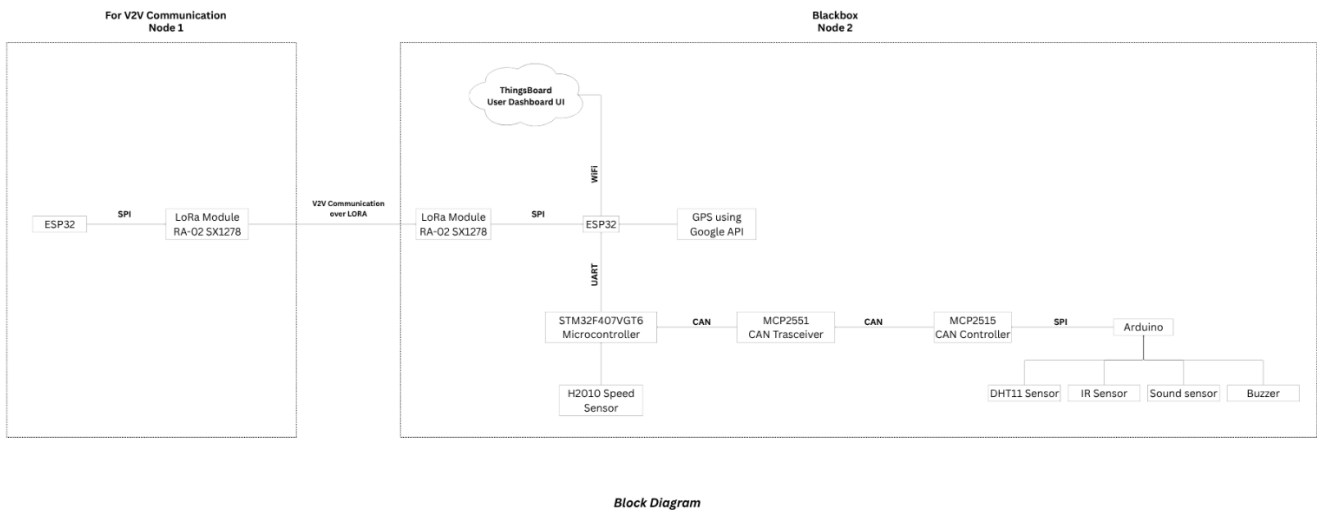 For V2V Communication
Node 1
Blackbox
Node 2
ThingsBoard
User Dashboard UI
WiFi
V2V Communication
over LORA
ESP32
SPI
LoRa Module
RA-02 SX1278
LoRa Module
RA-02 SX1278
SPI
ESP32
GPS using
Google API
UART
STM32F407VGT6
Microcontroller
CAN
MCP2551
CAN Trasceiver
CAN
MCP2515
CAN Controller
SPI
Arduino
H2010 Speed
Sensor
DHT11 Sensor
IR Sensor
Sound sensor
Buzzer
Block Diagram